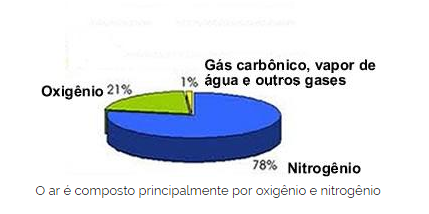 Gás carbônico, vapor de
1% água e outros gases
Oxigênio 21%
78% Nitrogênio
O ar é composto principalmente por oxigênio e nitrogênio